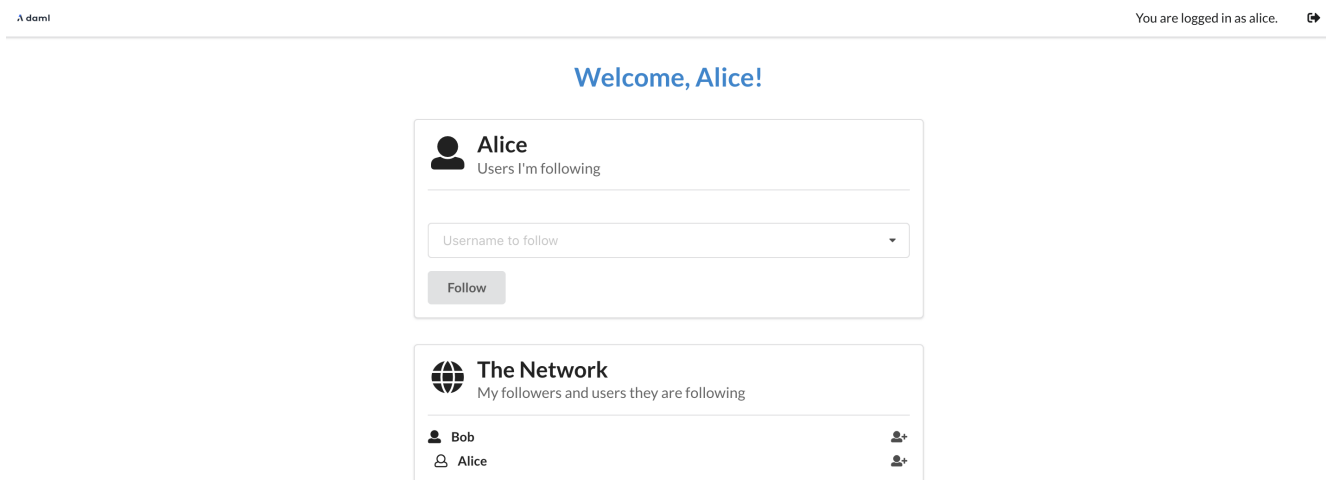 daml
You are logged in as alice.
Welcome, Alice!
Alice
Users I'm following
Username to follow
Follow
The Network
My followers and users they are following
Bob
Alice